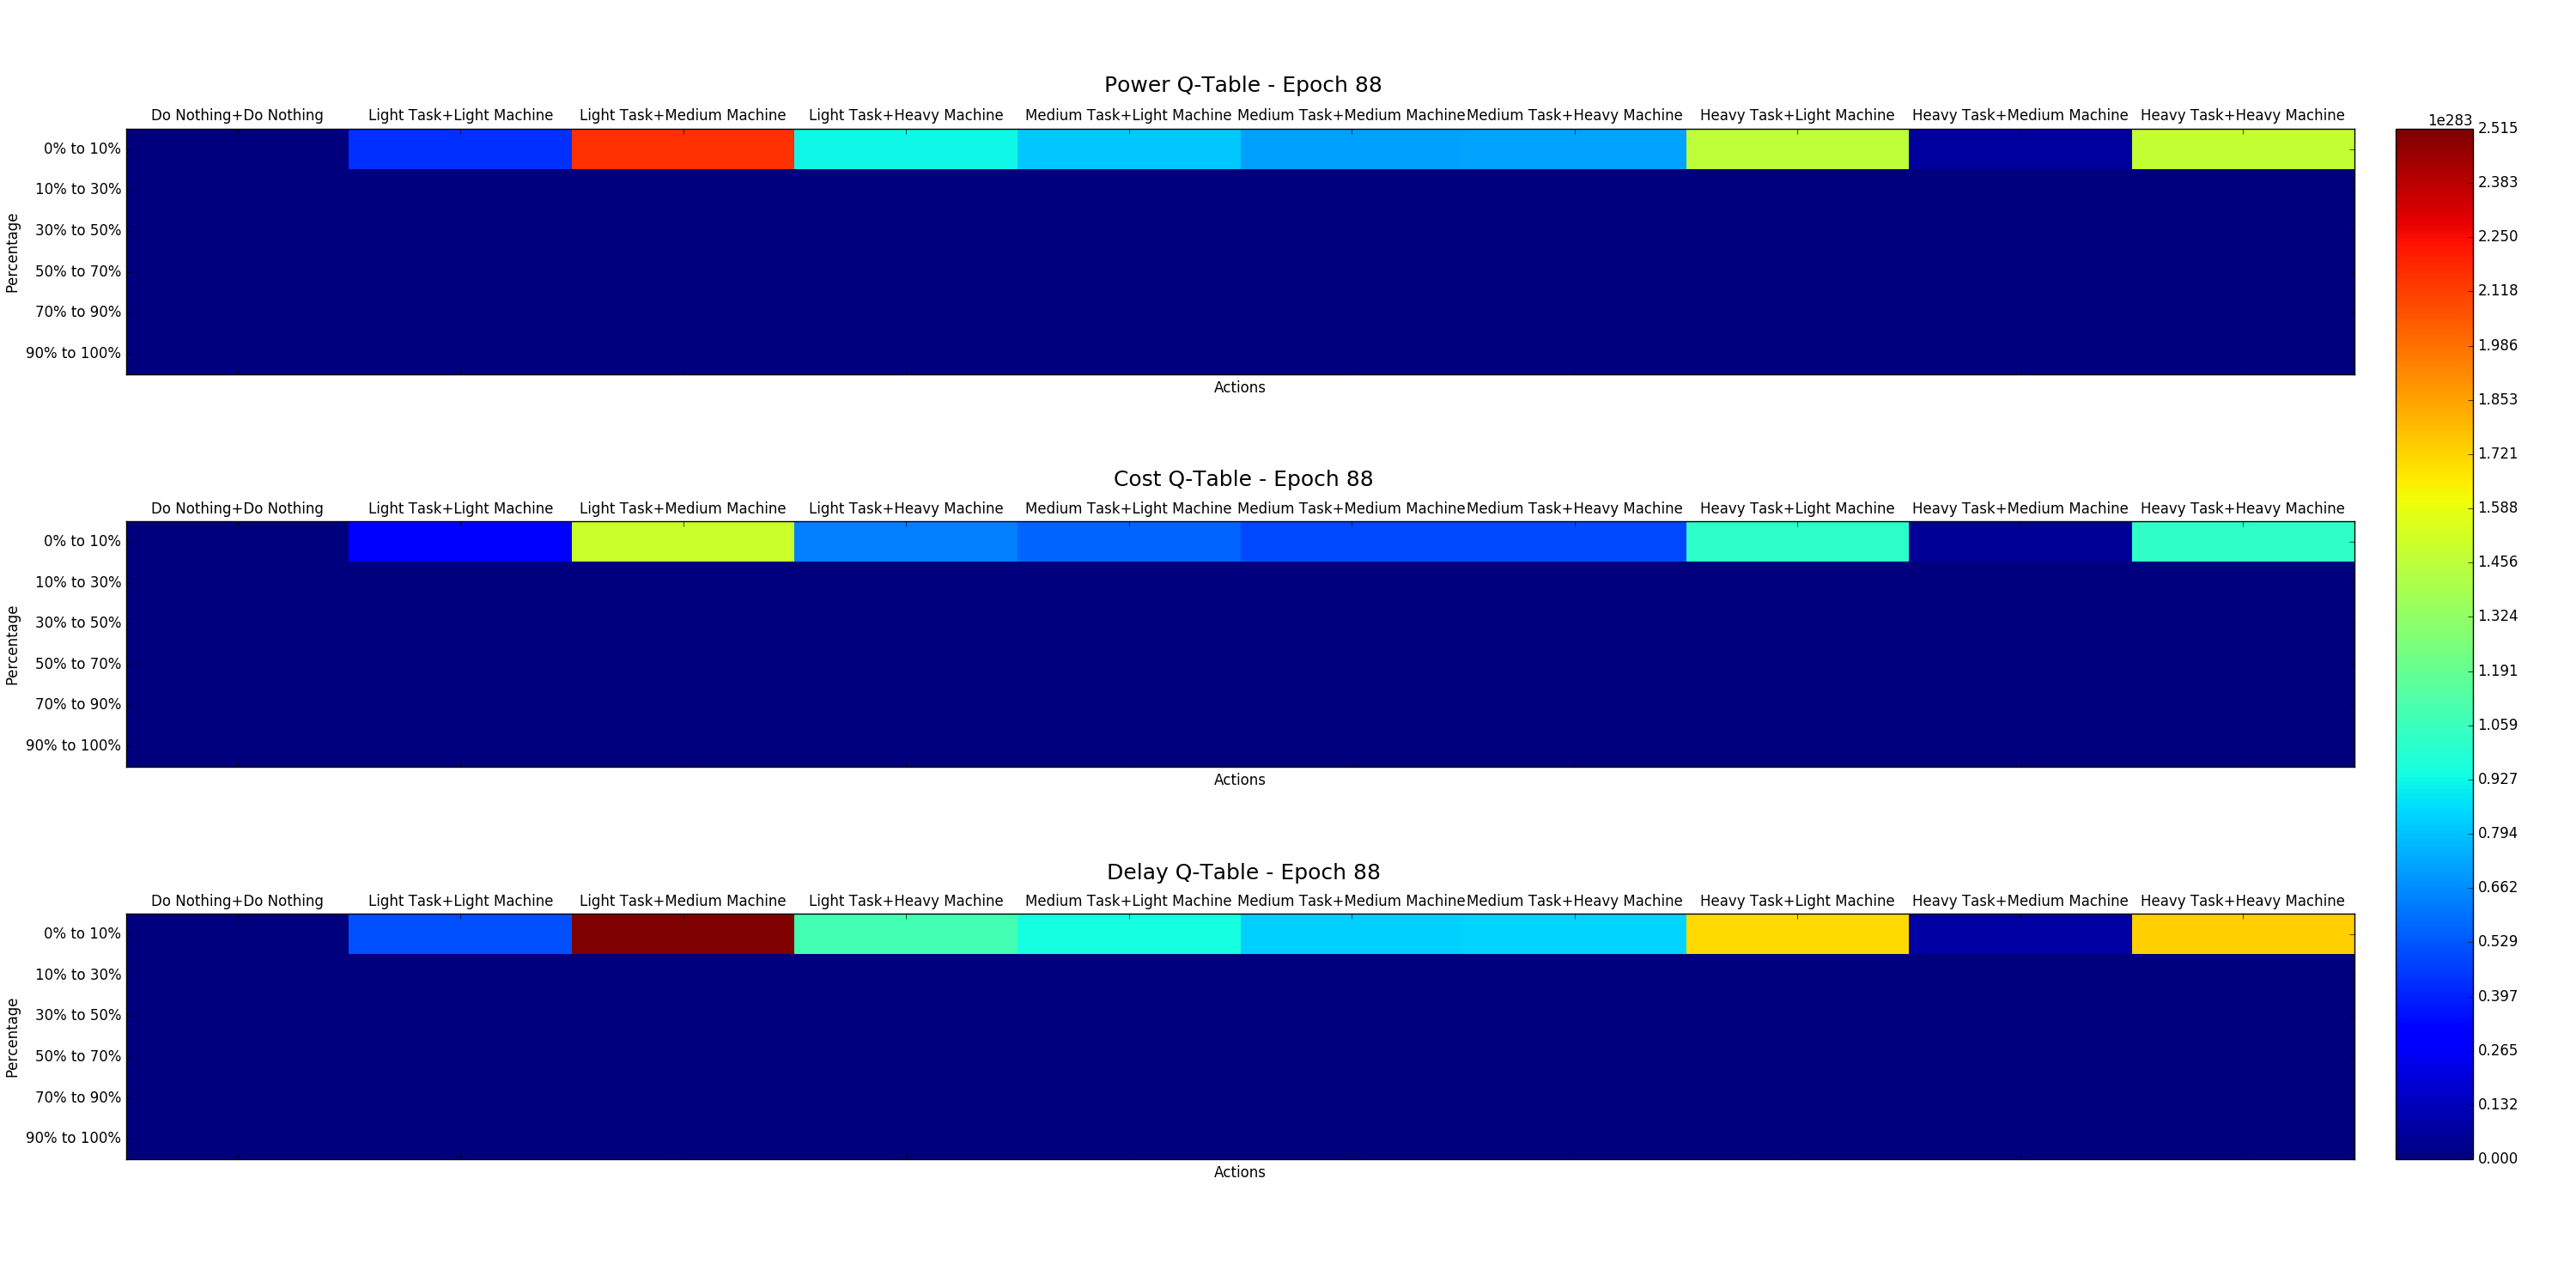 Power Q-Table - Epoch 88
Do Nothing+Do Nothing Light Task+Light Machine Light Task+Medium Machine Light Task+Heavy Machine Medium Task+Light Machine Medium Task+Medium Machine Medium Task+Heavy Machine Heavy Task+Light Machine Heavy Task+Medium Machine Heavy Task+Heavy Machine
Percentage
0% to 10%
10% to 30%
30% to 50%
50% to 70%
70% to 90%
90% to 100%
Actions
Cost Q-Table - Epoch 88
Do Nothing+Do Nothing Light Task+Light Machine Light Task+Medium Machine Light Task+Heavy Machine Medium Task+Light Machine Medium Task+Medium Machine Medium Task+Heavy Machine Heavy Task+Light Machine Heavy Task+Medium Machine Heavy Task+Heavy Machine
Percentage
0% to 10%
10% to 30%
30% to 50%
50% to 70%
70% to 90%
90% to 100%
Actions
Delay Q-Table - Epoch 88
Do Nothing+Do Nothing Light Task+Light Machine Light Task+Medium Machine Light Task+Heavy Machine Medium Task+Light Machine Medium Task+Medium Machine Medium Task+Heavy Machine Heavy Task+Light Machine Heavy Task+Medium Machine Heavy Task+Heavy Machine
Percentage
0% to 10%
10% to 30%
30% to 50%
50% to 70%
70% to 90%
90% to 100%
Actions
1e283
2.515
2.383
2.250
2.118
1.986
1.853
1.721
1.588
1.456
1.324
1.191
1.059
0.927
0.794
0.662
0.529
0.397
0.265
0.132
0.000